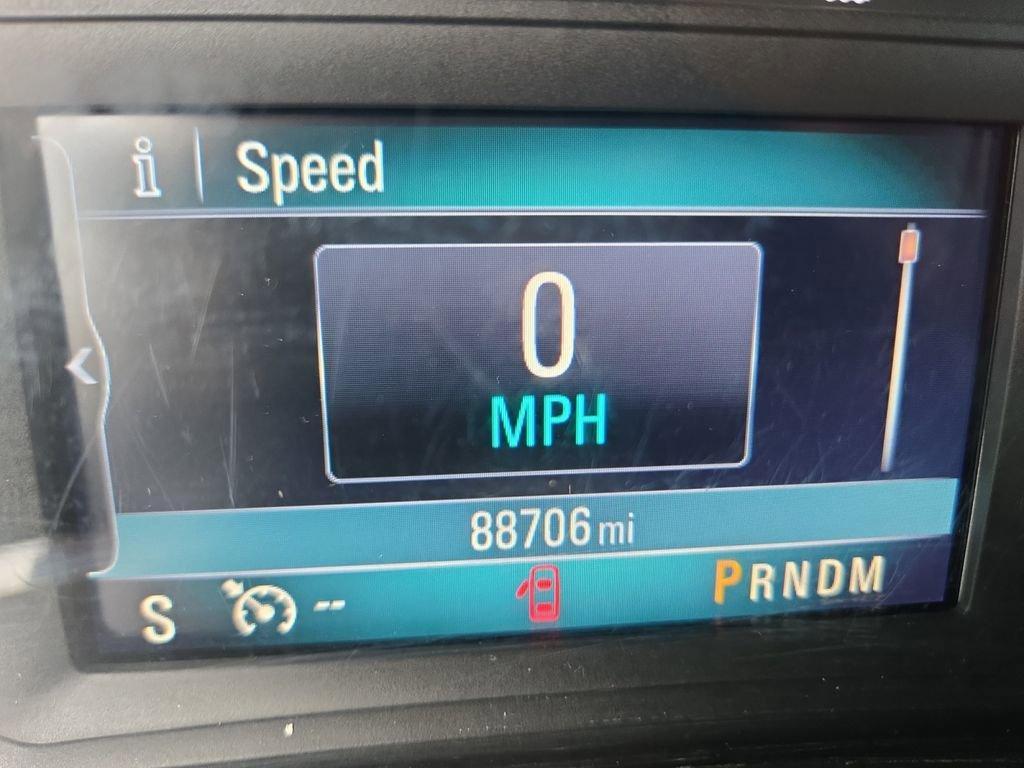 i Speed
0
MPH
88706 mi
S -- PRNDM